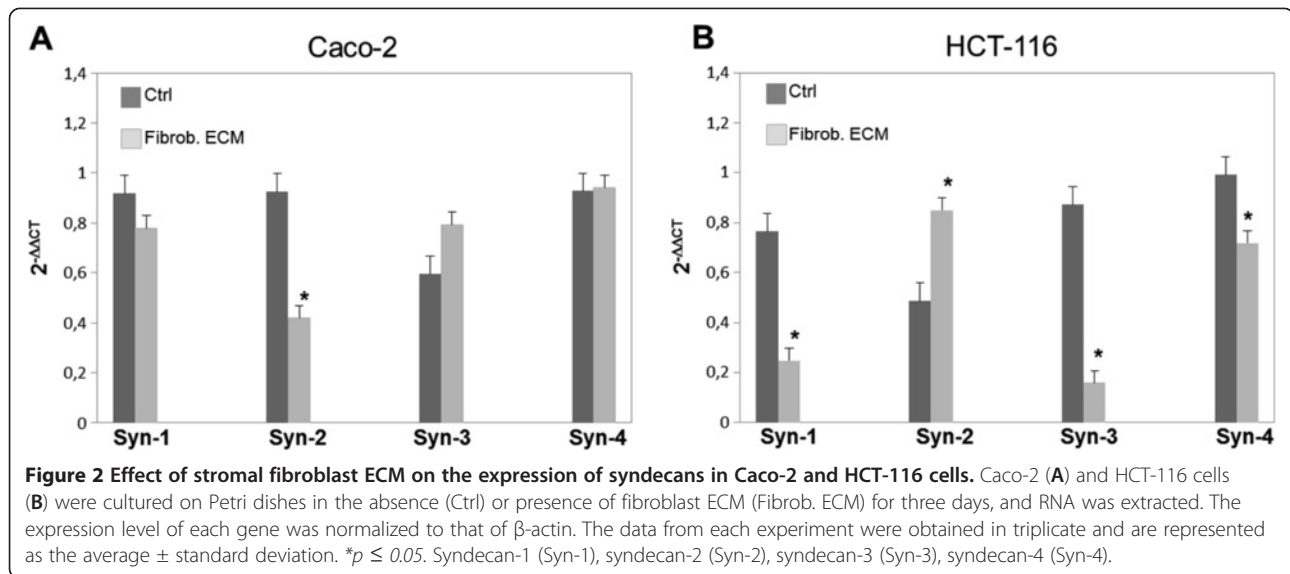 A
Caco-2
1,4
1,2
1
0,8
0,6
0,4
0,2
0
2-ΔΔCT
Ctrl
Fibrob. ECM
*
Syn-1
Syn-2
Syn-3
Syn-4
B
HCT-116
1,4
1,2
1
0,8
0,6
0,4
0,2
0
2-ΔΔCT
Ctrl
Fibrob. ECM
*
*
*
*
Syn-1
Syn-2
Syn-3
Syn-4
Figure 2 Effect of stromal fibroblast ECM on the expression of syndecans in Caco-2 and HCT-116 cells. Caco-2 (A) and HCT-116 cells
(B) were cultured on Petri dishes in the absence (Ctrl) or presence of fibroblast ECM (Fibrob. ECM) for three days, and RNA was extracted. The
expression level of each gene was normalized to that of β-actin. The data from each experiment were obtained in triplicate and are represented
as the average ± standard deviation. *p ≤ 0.05. Syndecan-1 (Syn-1), syndecan-2 (Syn-2), syndecan-3 (Syn-3), syndecan-4 (Syn-4).